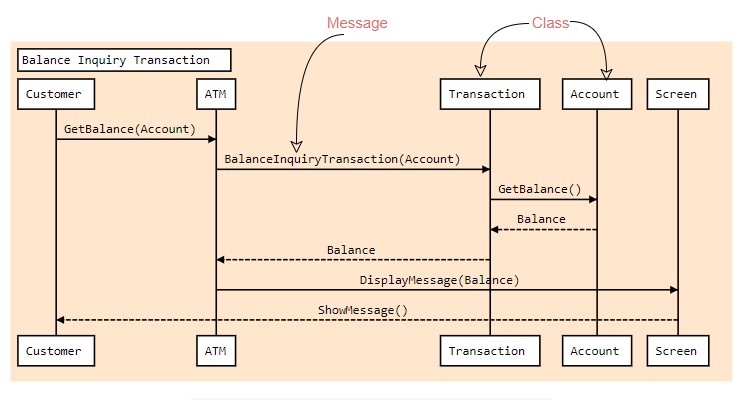 Message
Class
Balance Inquiry Transaction
Customer
ATM
Transaction
Account
Screen
GetBalance(Account)
BalanceInquiryTransaction(Account)
GetBalance()
Balance
Balance
DisplayMessage(Balance)
ShowMessage()
Customer
ATM
Transaction
Account
Screen